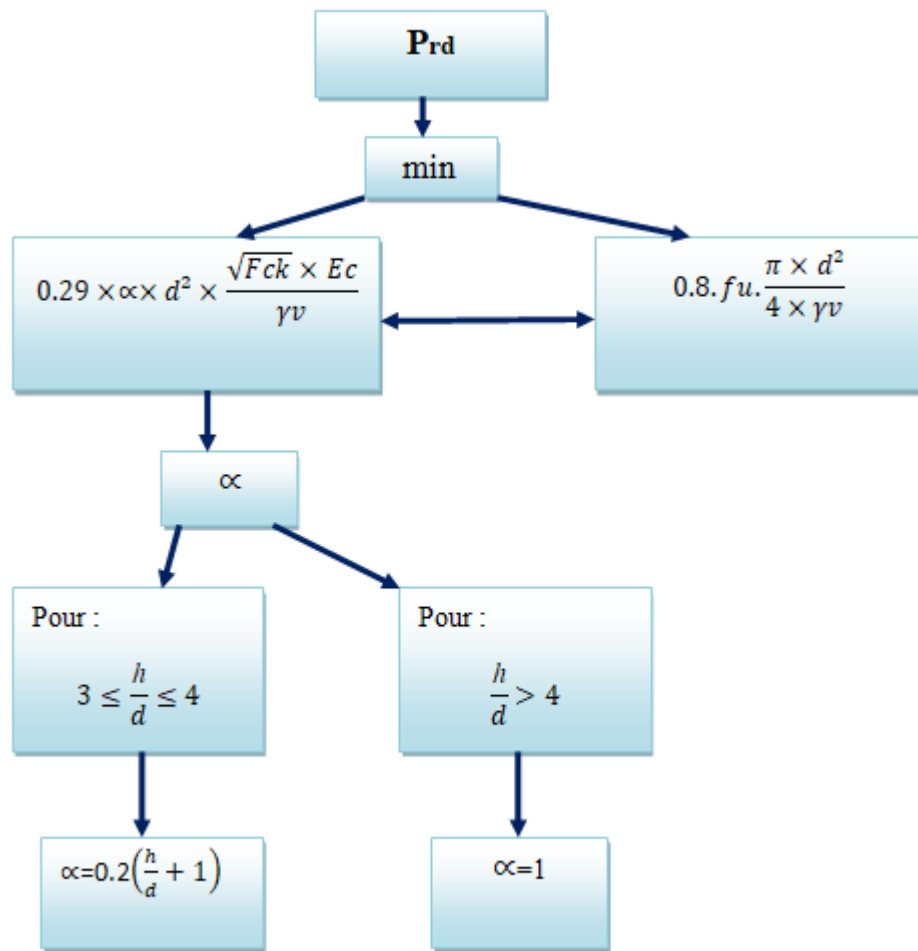 Prd
min
0.29 ×∝× d² × (√Fck × Ec)/γv
0.8.fu.(π × d²)/(4 × γv)
∝
Pour :
3 ≤ h/d ≤ 4
Pour :
h/d > 4
∝=0.2(h/d + 1)
∝=1